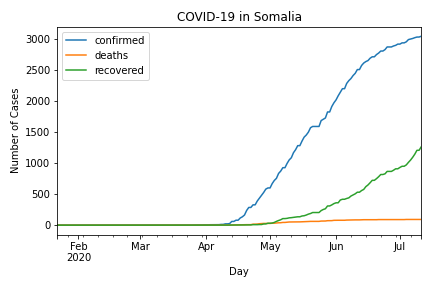 COVID-19 in Somalia
confirmed
deaths
recovered
Number of Cases
3000
2500
2000
1500
1000
500
0
Feb
2020
Mar
Apr
May
Jun
Jul
Day